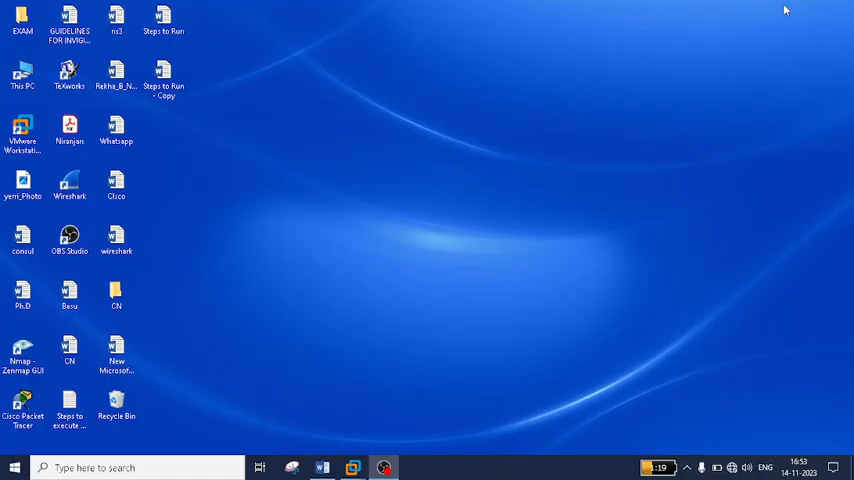 EXAM
GUIDELINES
FOR INVIGI...
ns3
Steps to Run
This PC
TeXworks
Rekha_B_N...
Steps to Run
- Copy
VMware
Workstati...
Niranjan
Whatsapp
yerri_Photo
Wireshark
CIsco
consul
OBS Studio
wireshark
Ph.D
Basu
CN
Nmap -
Zenmap GUI
CN
New
Microsof...
Cisco Packet
Tracer
Steps to
execute ...
Recycle Bin
Type here to search
1:19
ENG
16:53
14-11-2023